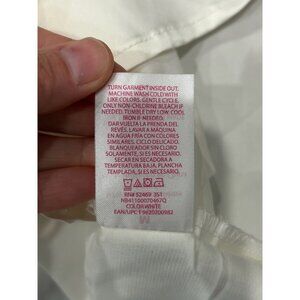 TURN GARMENT INSIDE OUT.
MACHINE WASH COLD WITH
LIKE COLORS, GENTLE CYCLE.
ONLY NON-CHLORINE BLEACH IF
NEEDED. TUMBLE DRY LOW. COOL
IRON IF NEEDED.
DAR VUELTA LA PRENDA DEL
REVÉS. LAVAR A MÁQUINA
EN AGUA FRÍA CON COLORES
SIMILARES, CICLO DELICADO.
BLANQUEADOR SIN CLORO
SOLAMENTE SI ES NECESARIO.
SECAR EN SECADORA A
TEMPERATURA BAJA. PLANCHA
TEMPLADA, SI ES NECESARIO.
RN# 52469 351
COLOR:WHITE